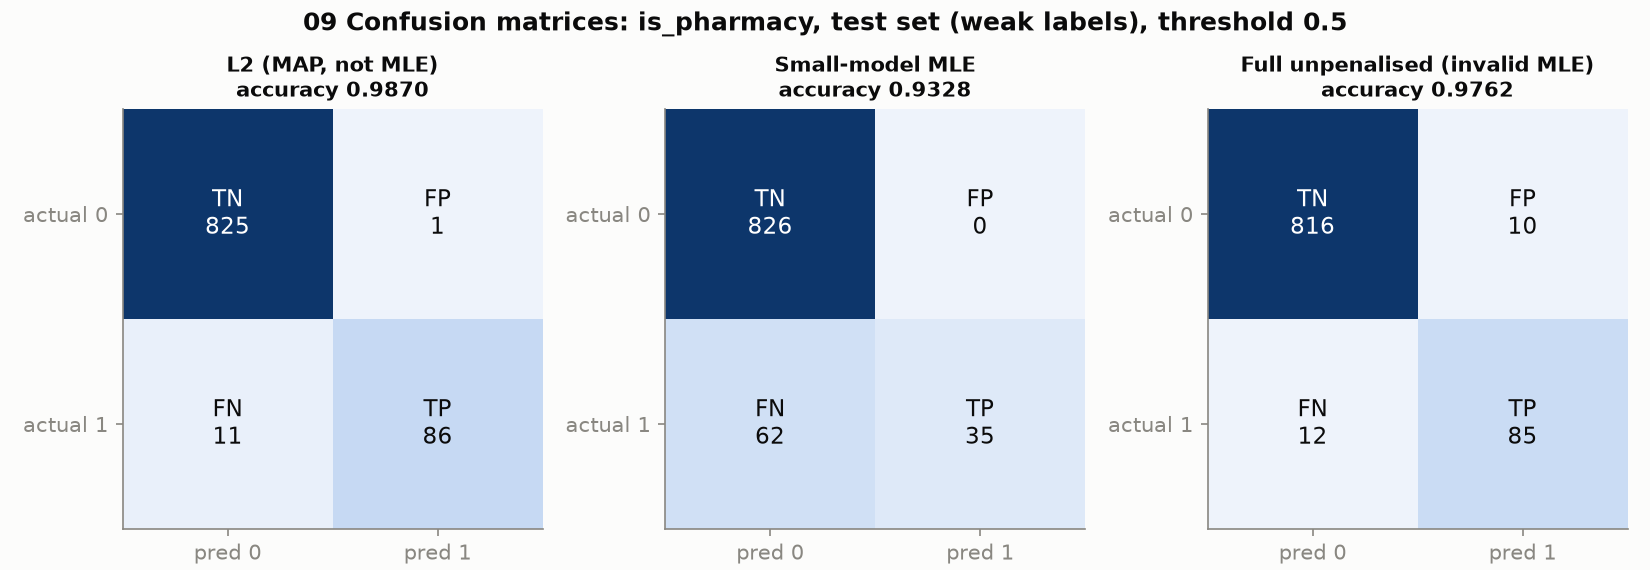 09 Confusion matrices: is_pharmacy, test set (weak labels), threshold 0.5
L2 (MAP, not MLE)
accuracy 0.9870
actual 0
TN
825
FP
1
actual 1
FN
11
TP
86
pred 0
pred 1
Small-model MLE
accuracy 0.9328
actual 0
TN
826
FP
0
actual 1
FN
62
TP
35
pred 0
pred 1
Full unpenalised (invalid MLE)
accuracy 0.9762
actual 0
TN
816
FP
10
actual 1
FN
12
TP
85
pred 0
pred 1